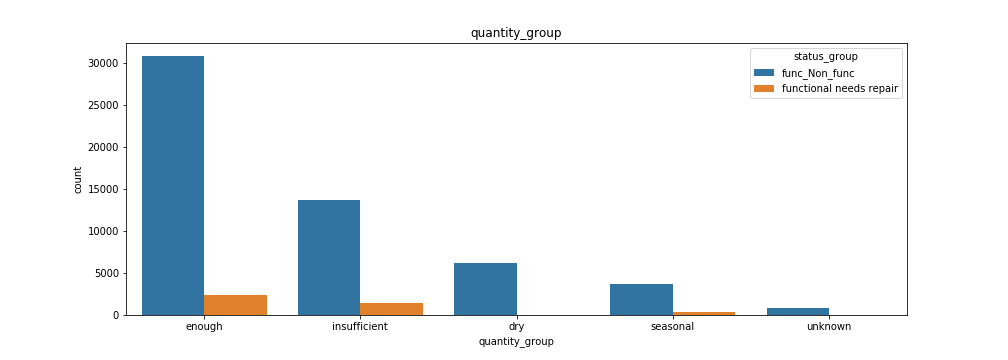 quantity_group
status_group
func_Non_func
functional needs repair
30000
25000
20000
15000
10000
5000
0
count
enough
insufficient
dry
seasonal
unknown
quantity_group